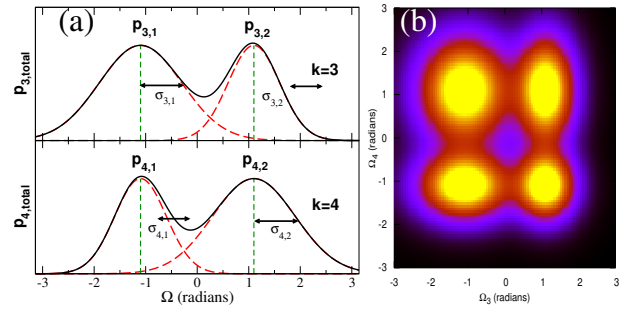 (a)
p3,1
p3,2
p3,total
k=3
σ3,1
σ3,2
p4,1
p4,2
p4,total
k=4
σ4,1
σ4,2
-3 -2 -1 0 1 2 3
Ω (radians)
(b)
3
2
1
0
-1
-2
-3
Ω4 (radians)
-3 -2 -1 0 1 2 3
Ω3 (radians)